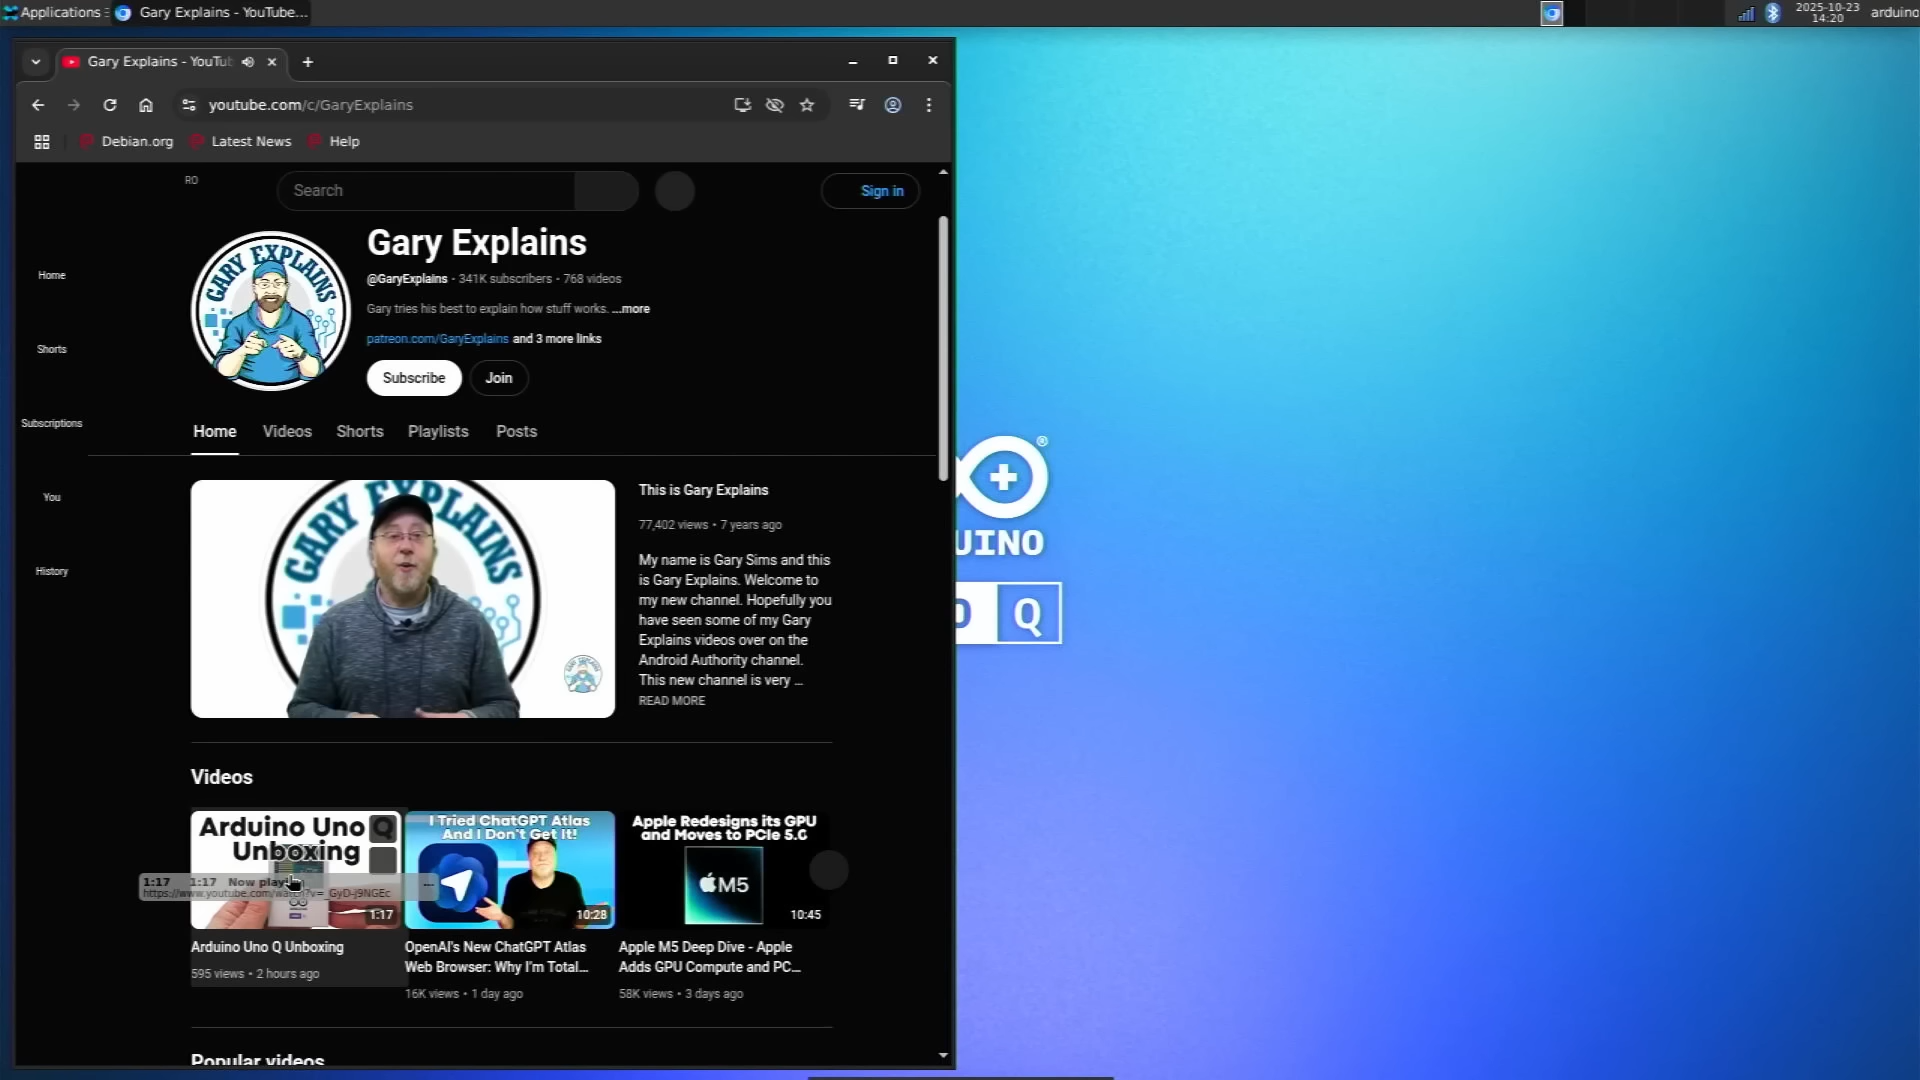 Applications
Gary Explains - YouTube...
2025-10-23
14:20
arduino
Gary Explains - YouTub
youtube.com/c/GaryExplains
Debian.org
Latest News
Help
RO
Search
Sign in
Home
Shorts
Subscriptions
You
History
GARY EXPLAINS
Gary Explains
@GaryExplains • 341K subscribers • 768 videos
Gary tries his best to explain how stuff works. ...more
patreon.com/GaryExplains and 3 more links
Subscribe
Join
Home
Videos
Shorts
Playlists
Posts
GARY EXPLAINS
This is Gary Explains
77,402 views • 7 years ago
My name is Gary Sims and this
is Gary Explains. Welcome to
my new channel. Hopefully you
have seen some of my Gary
Explains videos over on the
Android Authority channel.
This new channel is very ...
READ MORE
Videos
Arduino Uno Q
Unboxing
1:17
1:17
Now
1:17
I Tried ChatGPT Atlas
And I Don't Get It!
10:28
Apple Redesigns its GPU
and Moves to PCIe 5.0
M5
10:45
Arduino Uno Q Unboxing
595 views • 2 hours ago
OpenAI's New ChatGPT Atlas
Web Browser: Why I'm Total...
16K views • 1 day ago
Apple M5 Deep Dive - Apple
Adds GPU Compute and PC...
58K views • 3 days ago
Popular videos
UINO
®
O Q